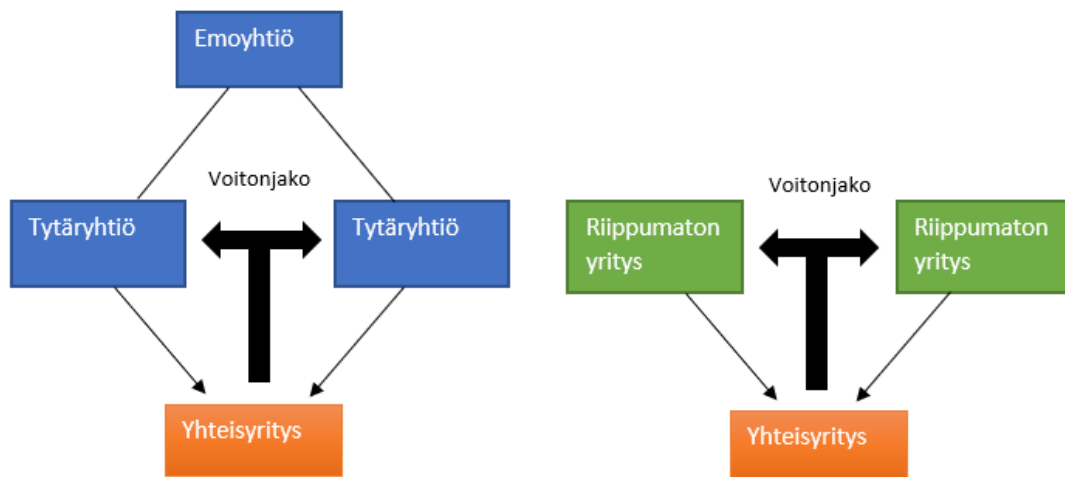 Emoyhtiö
Voitonjako
Tytäryhtiö
Tytäryhtiö
Yhteisyritys
Voitonjako
Riippumaton
yritys
Riippumaton
yritys
Yhteisyritys